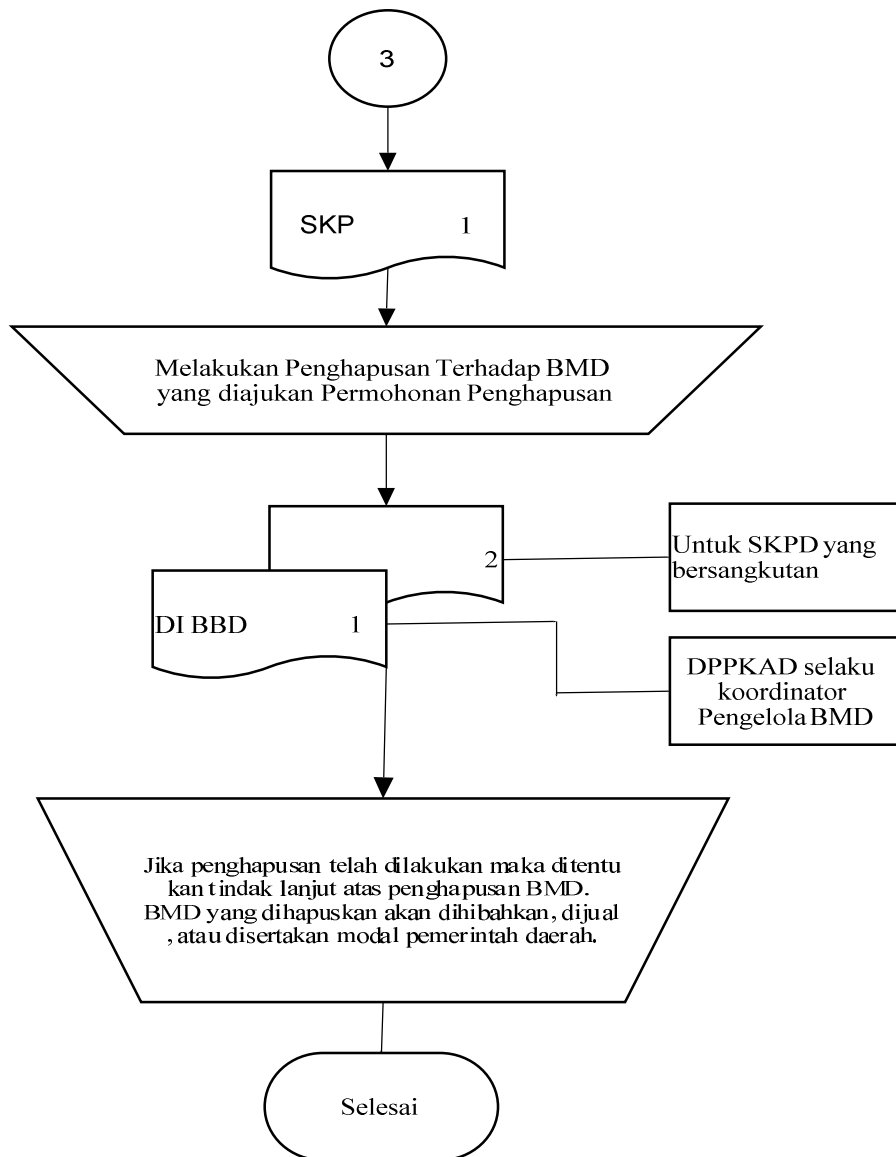 3
SKP 1
Melakukan Penghapusan Terhadap BMD
yang diajukan Permohonan Penghapusan
2
Untuk SKPD yang
bersangkutan
DI BBD 1
DPPKAD selaku
koordinator
Pengelola BMD
Jika penghapusan telah dilakukan maka ditentu
kan tindak lanjut atas penghapusan BMD.
BMD yang dihapuskan akan dihibahkan, dijual
, atau disertakan modal pemerintah daerah.
Selesai